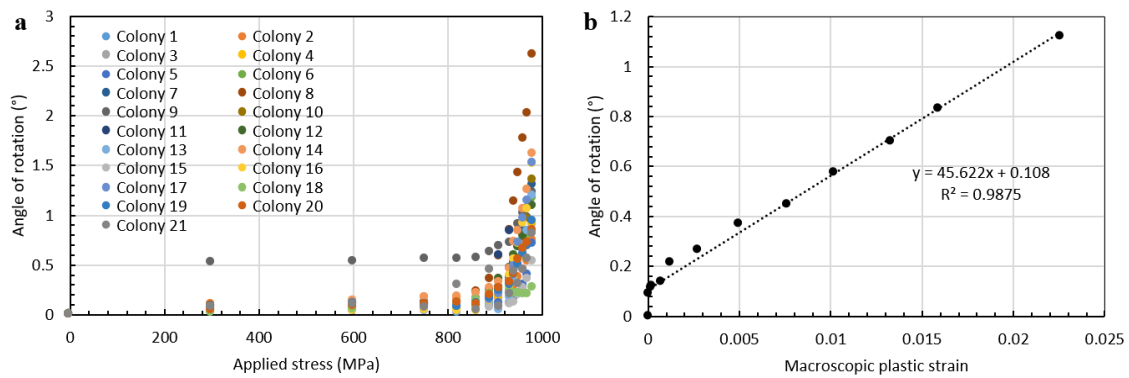 a
3
2.5
2
1.5
1
0.5
0
Angle of rotation (°)
Colony 1 Colony 2
Colony 3 Colony 4
Colony 5 Colony 6
Colony 7 Colony 8
Colony 9 Colony 10
Colony 11 Colony 12
Colony 13 Colony 14
Colony 15 Colony 16
Colony 17 Colony 18
Colony 19 Colony 20
Colony 21
0 200 400 600 800 1000
Applied stress (MPa)
b
1.2
1
0.8
0.6
0.4
0.2
0
Angle of rotation (°)
y = 45.622x + 0.108
R² = 0.9875
0 0.005 0.01 0.015 0.02 0.025
Macroscopic plastic strain